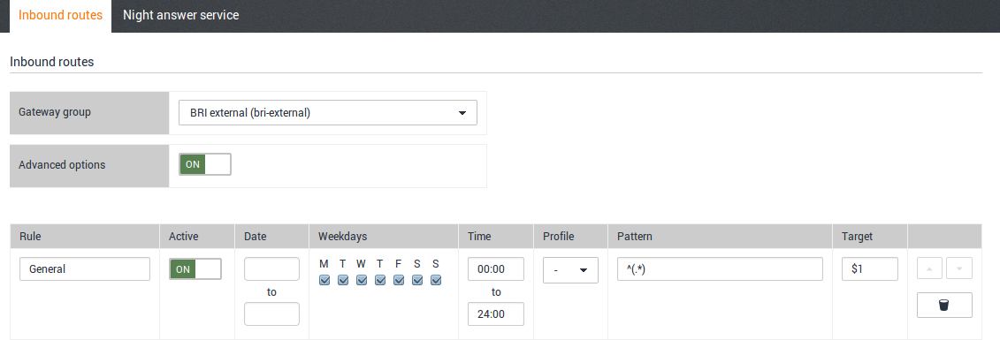 Inbound routes Night answer service
Inbound routes
Gateway group BRI external (bri-external)
Advanced options ON
Rule Active Date Weekdays Time Profile Pattern Target
General ON M T W T F S S 00:00 - ^(.*) $1
to to
24:00